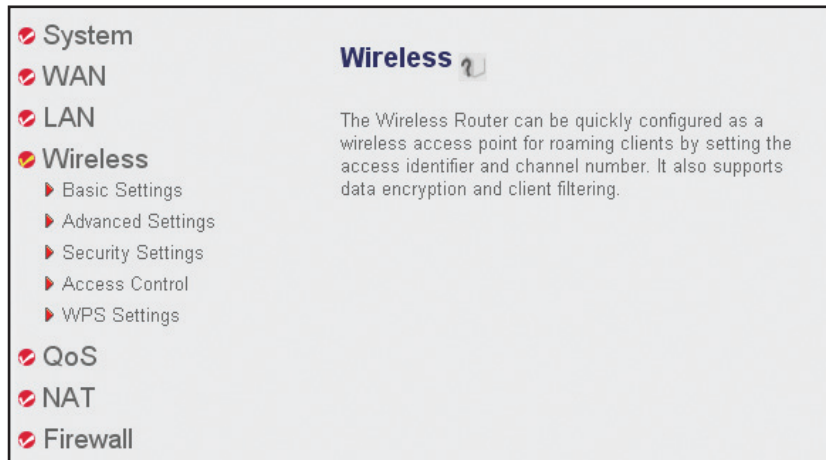 System
WAN
LAN
Wireless
Basic Settings
Advanced Settings
Security Settings
Access Control
WPS Settings
QoS
NAT
Firewall
Wireless
The Wireless Router can be quickly configured as a
wireless access point for roaming clients by setting the
access identifier and channel number. It also supports
data encryption and client filtering.